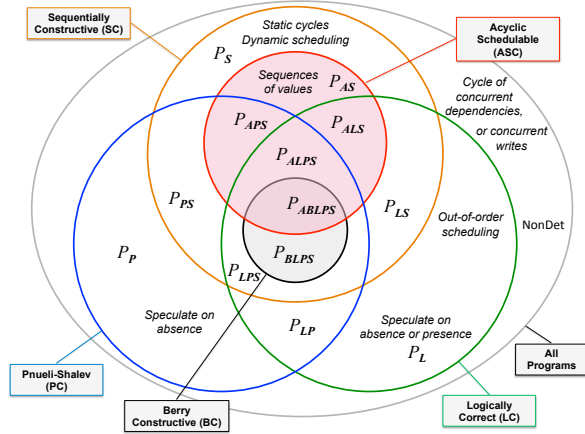 Sequentially
Constructive (SC)
Static cycles
Dynamic scheduling
Acyclic
Schedulable
(ASC)
P_S
Sequences
of values
P_AS
Cycle of
concurrent
dependencies,
or concurrent
writes
P_APS
P_ALS
P_ALPS
P_PS
P_ABLPS
P_LS
Out-of-order
scheduling
NonDet
P_P
P_BLPS
P_LPS
Speculate on
absence
P_LP
Speculate on
absence or presence
P_L
Pnueli-Shalev
(PC)
All
Programs
Berry
Constructive (BC)
Logically
Correct (LC)